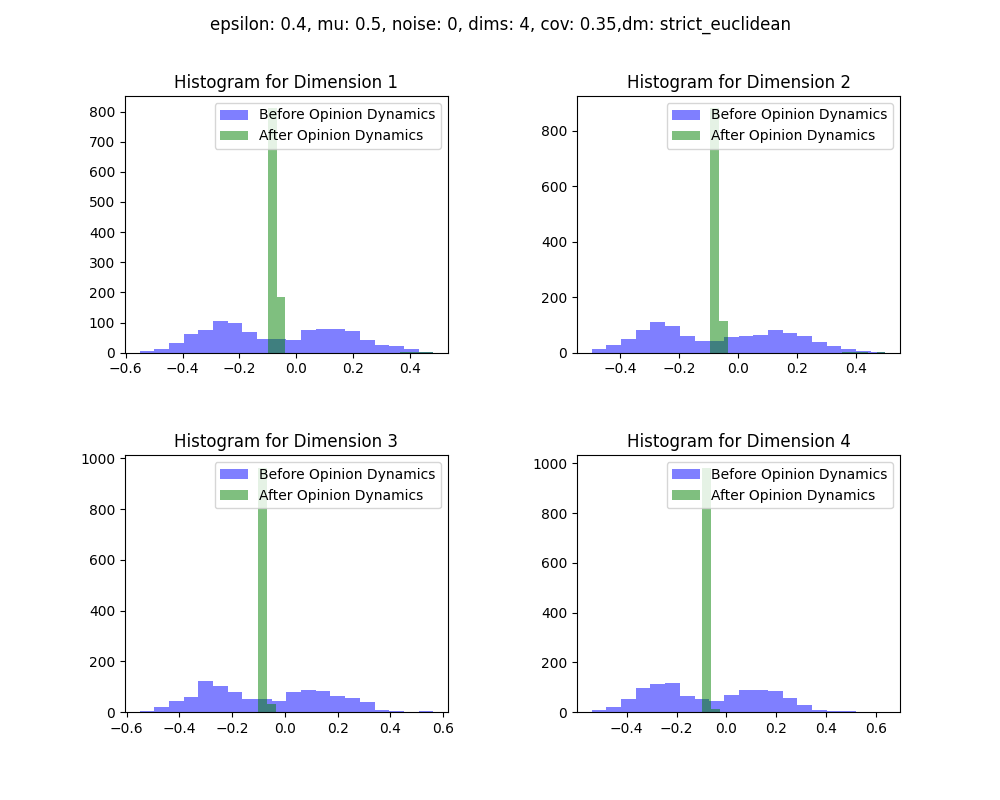 epsilon: 0.4, mu: 0.5, noise: 0, dims: 4, cov: 0.35,dm: strict_euclidean
Histogram for Dimension 1
Before Opinion Dynamics
After Opinion Dynamics
800
700
600
500
400
300
200
100
0
−0.6 −0.4 −0.2 0.0 0.2 0.4
Histogram for Dimension 2
Before Opinion Dynamics
After Opinion Dynamics
800
600
400
200
0
−0.4 −0.2 0.0 0.2 0.4
Histogram for Dimension 3
Before Opinion Dynamics
After Opinion Dynamics
1000
800
600
400
200
0
−0.6 −0.4 −0.2 0.0 0.2 0.4 0.6
Histogram for Dimension 4
Before Opinion Dynamics
After Opinion Dynamics
1000
800
600
400
200
0
−0.4 −0.2 0.0 0.2 0.4 0.6